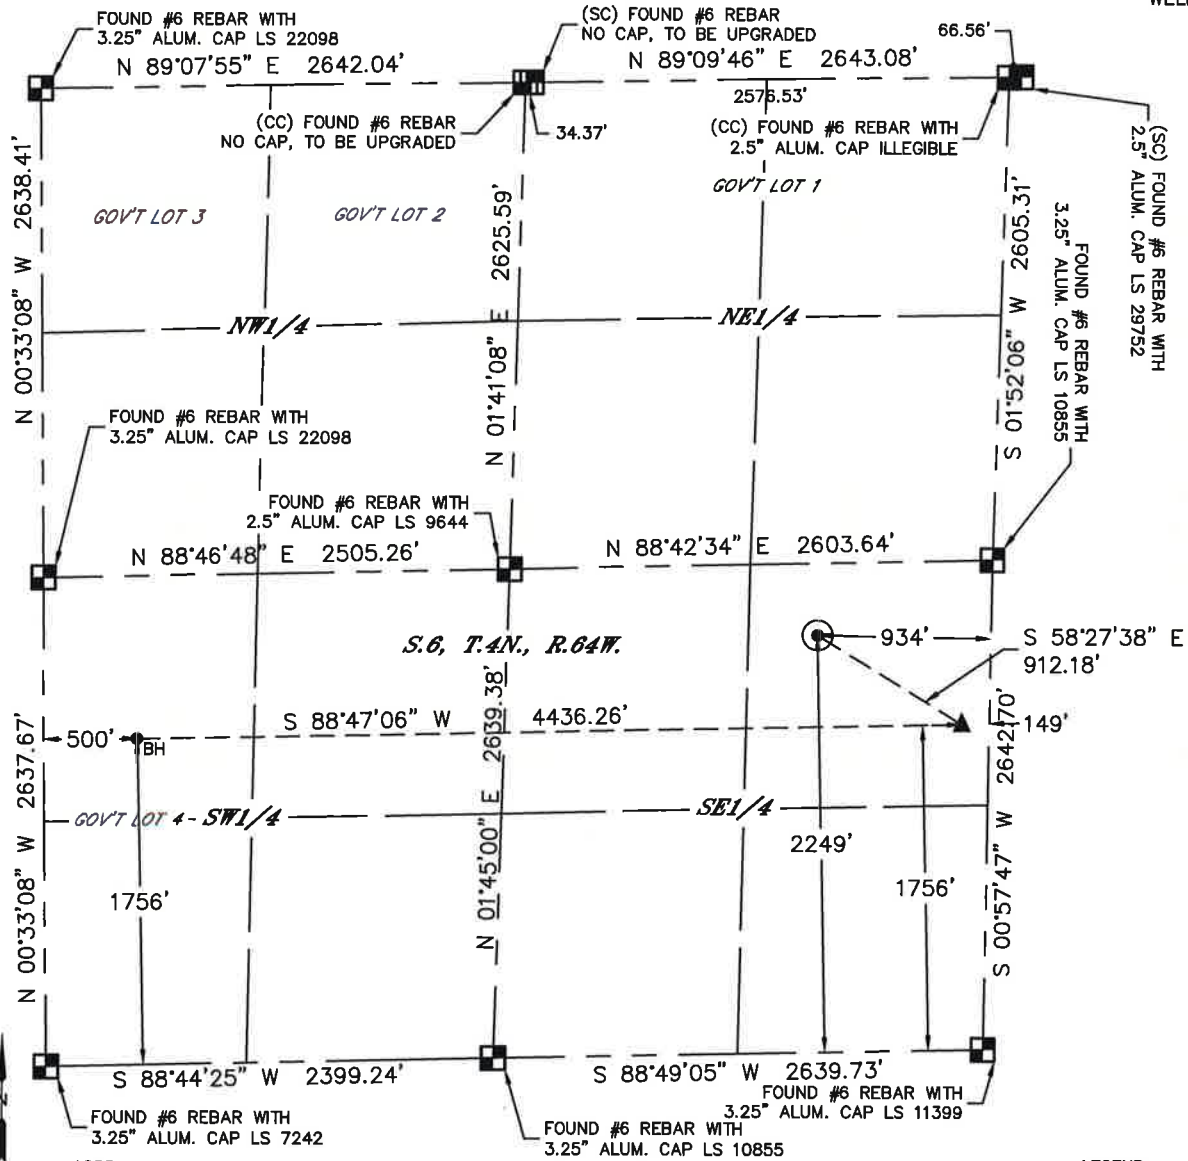 WELL
FOUND #6 REBAR WITH
3.25" ALUM. CAP LS 22098
(SC) FOUND #6 REBAR
NO CAP, TO BE UPGRADED
66.56'
N 89°07'55" E 2642.04'
N 89°09'46" E 2643.08'
2576.53'
(CC) FOUND #6 REBAR
NO CAP, TO BE UPGRADED
34.37'
(CC) FOUND #6 REBAR WITH
2.5" ALUM. CAP ILLEGIBLE
(SC) FOUND #6 REBAR WITH
2.5" ALUM. CAP LS 29752
N 00°33'08" W 2638.41'
GOV'T LOT 3
GOV'T LOT 2
N 01°41'08" E 2625.59'
GOV'T LOT 1
S 01°52'06" W 2605.31'
FOUND #6 REBAR WITH
3.25" ALUM. CAP LS 10855
NW1/4
NE1/4
FOUND #6 REBAR WITH
3.25" ALUM. CAP LS 22098
FOUND #6 REBAR WITH
2.5" ALUM. CAP LS 9644
N 88°46'48" E 2505.26'
N 88°42'34" E 2603.64'
S.6, T.4N., R.64W.
934'
S 58°27'38" E
912.18'
S 88°47'06" W 4436.26'
500'
BH
149'
N 00°33'08" W 2637.67'
N 01°45'00" E 2639.38'
S 00°57'47" W 2642.70'
GOV'T LOT 4 - SW1/4
SE1/4
2249'
1756'
1756'
S 88°44'25" W 2399.24'
S 88°49'05" W 2639.73'
FOUND #6 REBAR WITH
3.25" ALUM. CAP LS 7242
FOUND #6 REBAR WITH
3.25" ALUM. CAP LS 10855
FOUND #6 REBAR WITH
3.25" ALUM. CAP LS 11399